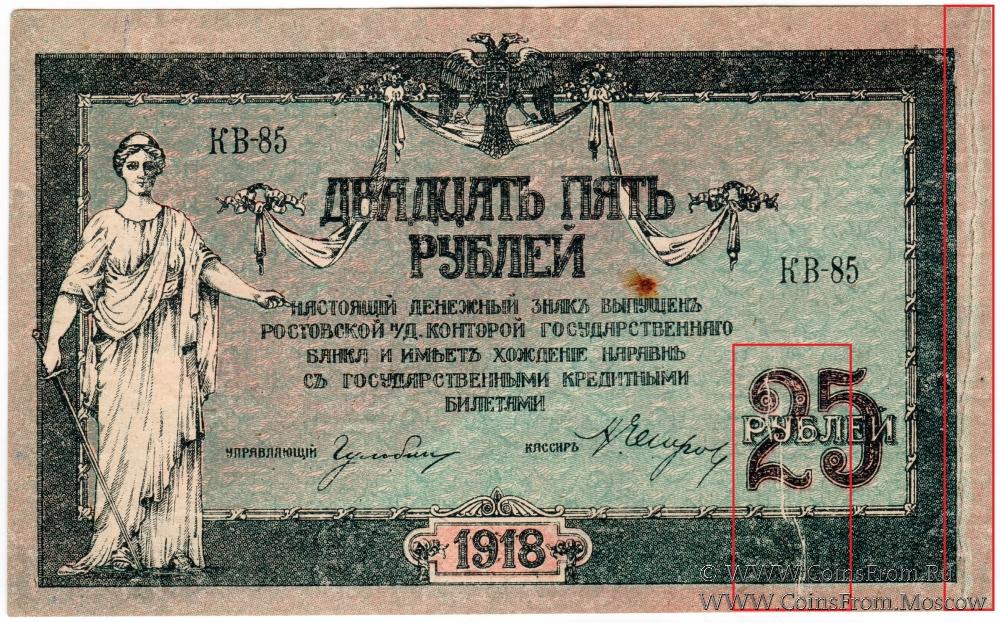 КВ-85
ДВАДЦАТЬ ПЯТЬ
РУБЛЕЙ
КВ-85
НАСТОЯЩІЙ ДЕНЕЖНЫЙ ЗНАКЪ ВЫПУЩЕНЪ
РОСТОВСКОЙ Н/Д. КОНТОРОЙ ГОСУДАРСТВЕННАГО
БАНКА И ИМѢЕТЪ ХОЖДЕНІЕ НАРАВНѢ
СЪ ГОСУДАРСТВЕННЫМИ КРЕДИТНЫМИ
БИЛЕТАМИ
25
РУБЛЕЙ
УПРАВЛЯЮЩІЙ
КАССИРЪ
1918
© WWW.CoinsFrom.Ru
WWW.CoinsFrom.Moscow